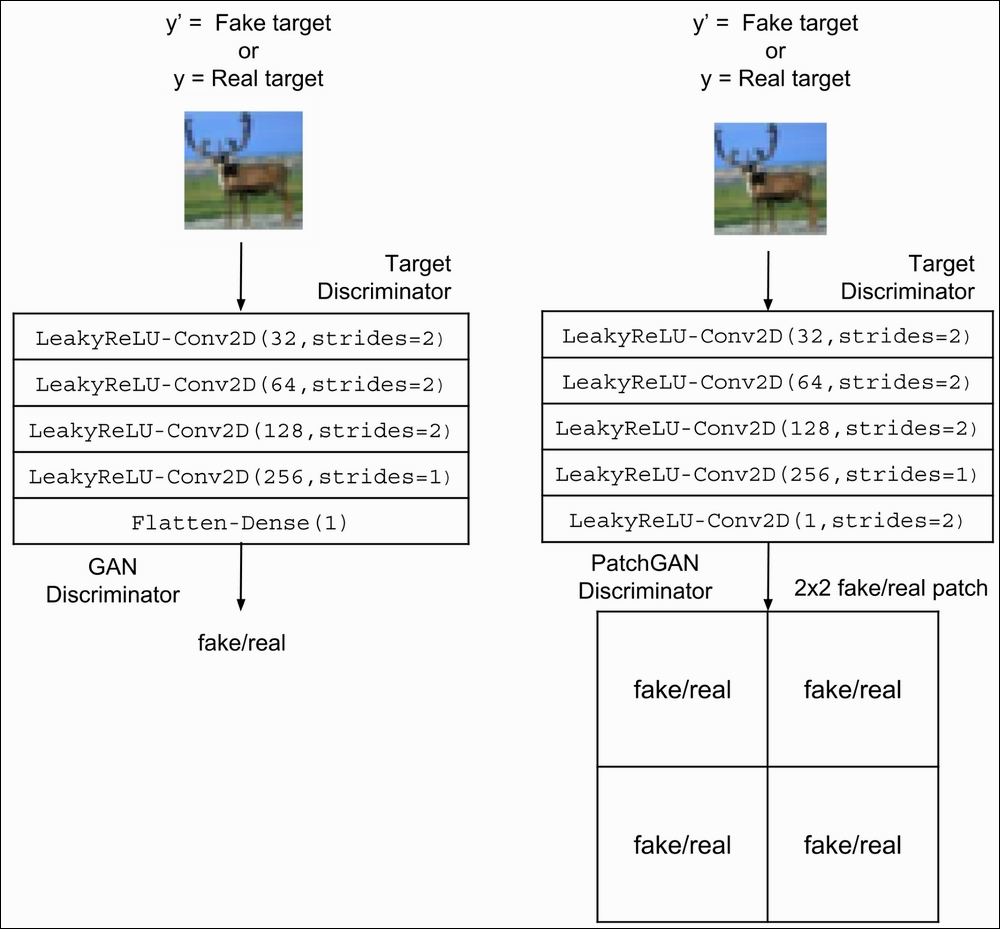 y’ = Fake target
or
y = Real target
Target
Discriminator
LeakyReLU-Conv2D(32,strides=2)
LeakyReLU-Conv2D(64,strides=2)
LeakyReLU-Conv2D(128,strides=2)
LeakyReLU-Conv2D(256,strides=1)
Flatten-Dense(1)
GAN
Discriminator
fake/real
y’ = Fake target
or
y = Real target
Target
Discriminator
LeakyReLU-Conv2D(32,strides=2)
LeakyReLU-Conv2D(64,strides=2)
LeakyReLU-Conv2D(128,strides=2)
LeakyReLU-Conv2D(256,strides=1)
LeakyReLU-Conv2D(1,strides=2)
PatchGAN
Discriminator
2x2 fake/real patch
fake/real
fake/real
fake/real
fake/real